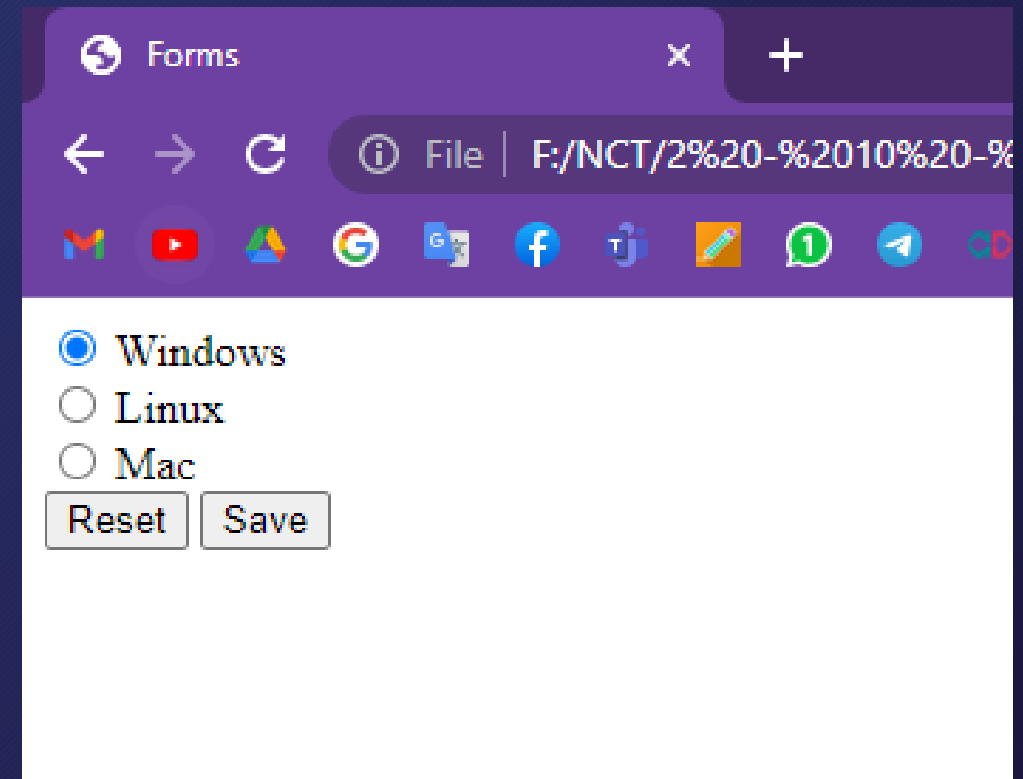 Forms
File F:/NCT/2%20-%2010%20-%
Windows
Linux
Mac
Reset Save